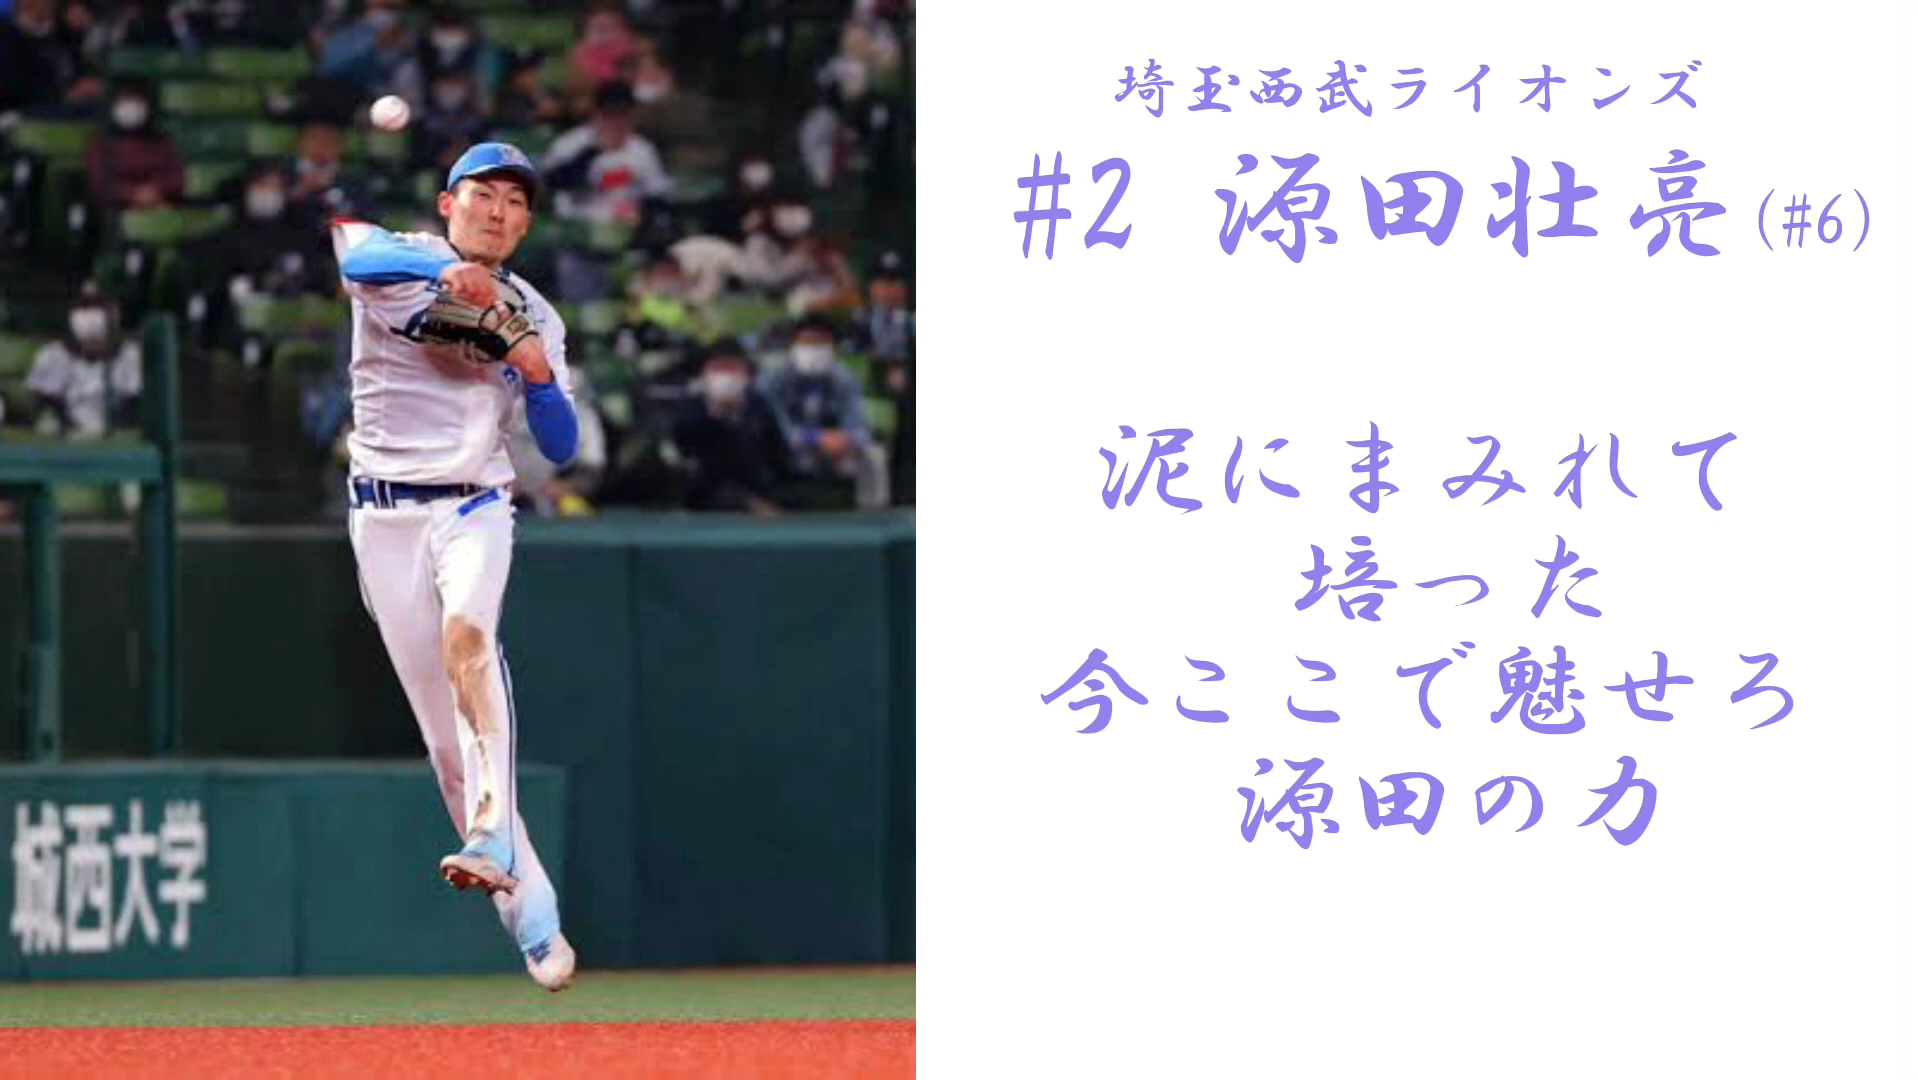 埼玉西武ライオンズ
#2 源田壮亮(#6)
泥にまみれて
培った
今ここで魅せろ
源田の力
城西大学